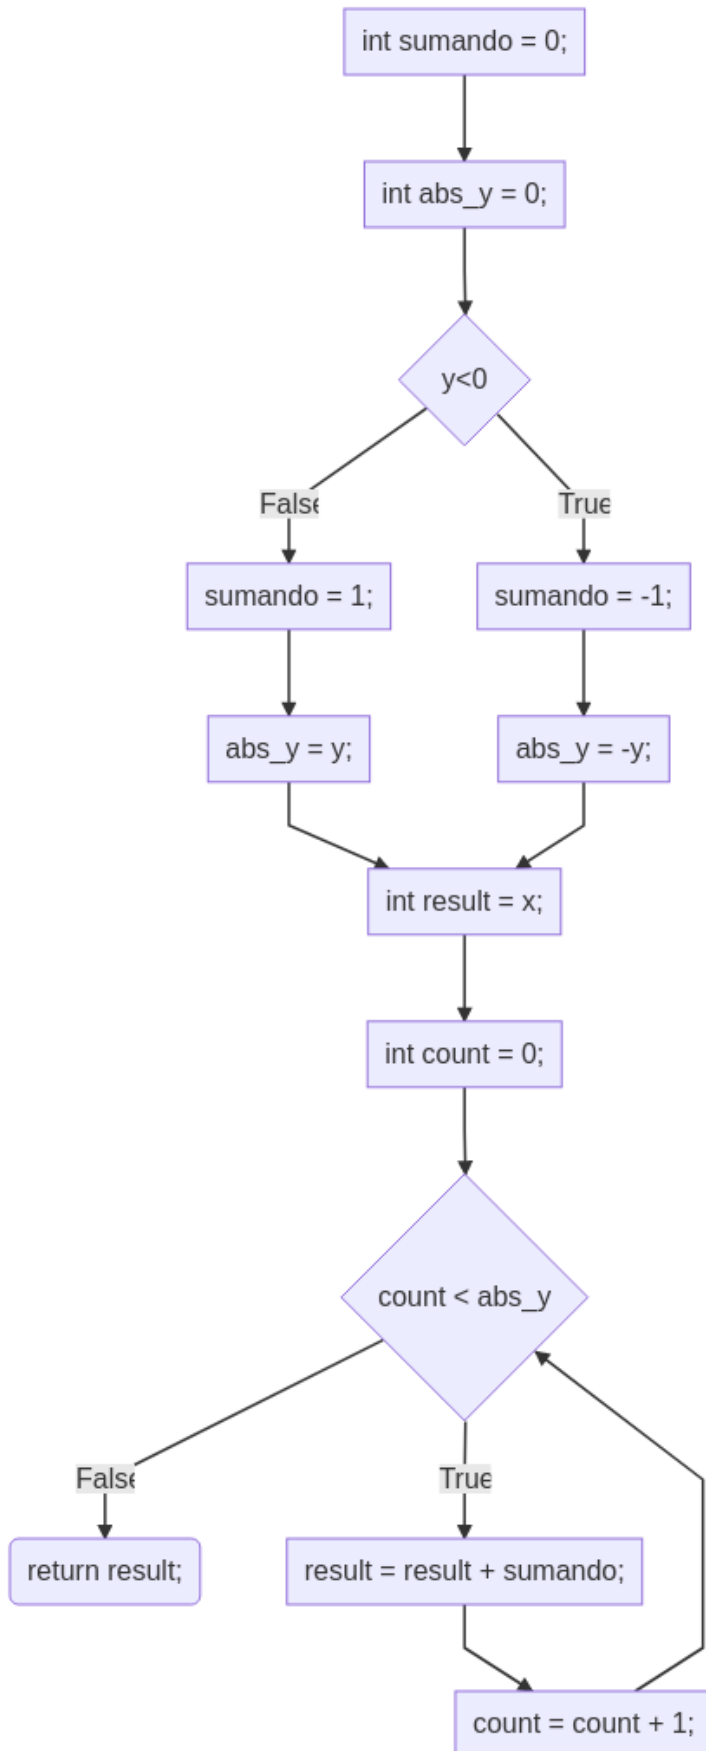 int sumando = 0;
int abs_y = 0;
y<0
False
True
sumando = 1;
sumando = -1;
abs_y = y;
abs_y = -y;
int result = x;
int count = 0;
count < abs_y
False
True
return result;
result = result + sumando;
count = count + 1;